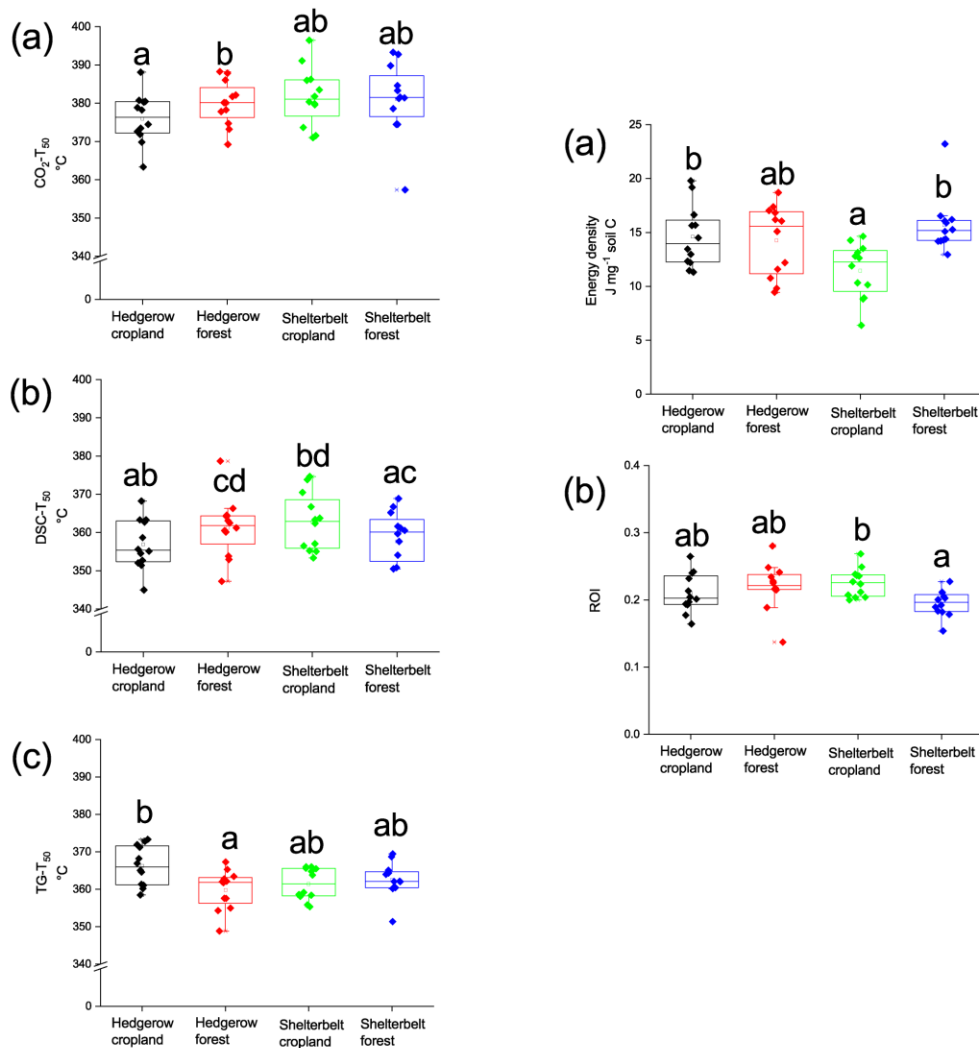 (a)
400
390
380
370
360
350
340
0
CO₂-T₅₀
°C
a
b
ab
ab
Hedgerow
cropland
Hedgerow
forest
Shelterbelt
cropland
Shelterbelt
forest
(b)
400
390
380
370
360
350
340
0
DSC-T₅₀
°C
ab
cd
bd
ac
Hedgerow
cropland
Hedgerow
forest
Shelterbelt
cropland
Shelterbelt
forest
(c)
400
390
380
370
360
350
340
0
TG-T₅₀
°C
b
a
ab
ab
Hedgerow
cropland
Hedgerow
forest
Shelterbelt
cropland
Shelterbelt
forest
(a)
25
20
15
10
5
0
Energy density
J mg⁻¹ soil C
b
ab
a
b
Hedgerow
cropland
Hedgerow
forest
Shelterbelt
cropland
Shelterbelt
forest
(b)
0.4
0.3
0.2
0.1
0.0
ROI
ab
ab
b
a
Hedgerow
cropland
Hedgerow
forest
Shelterbelt
cropland
Shelterbelt
forest